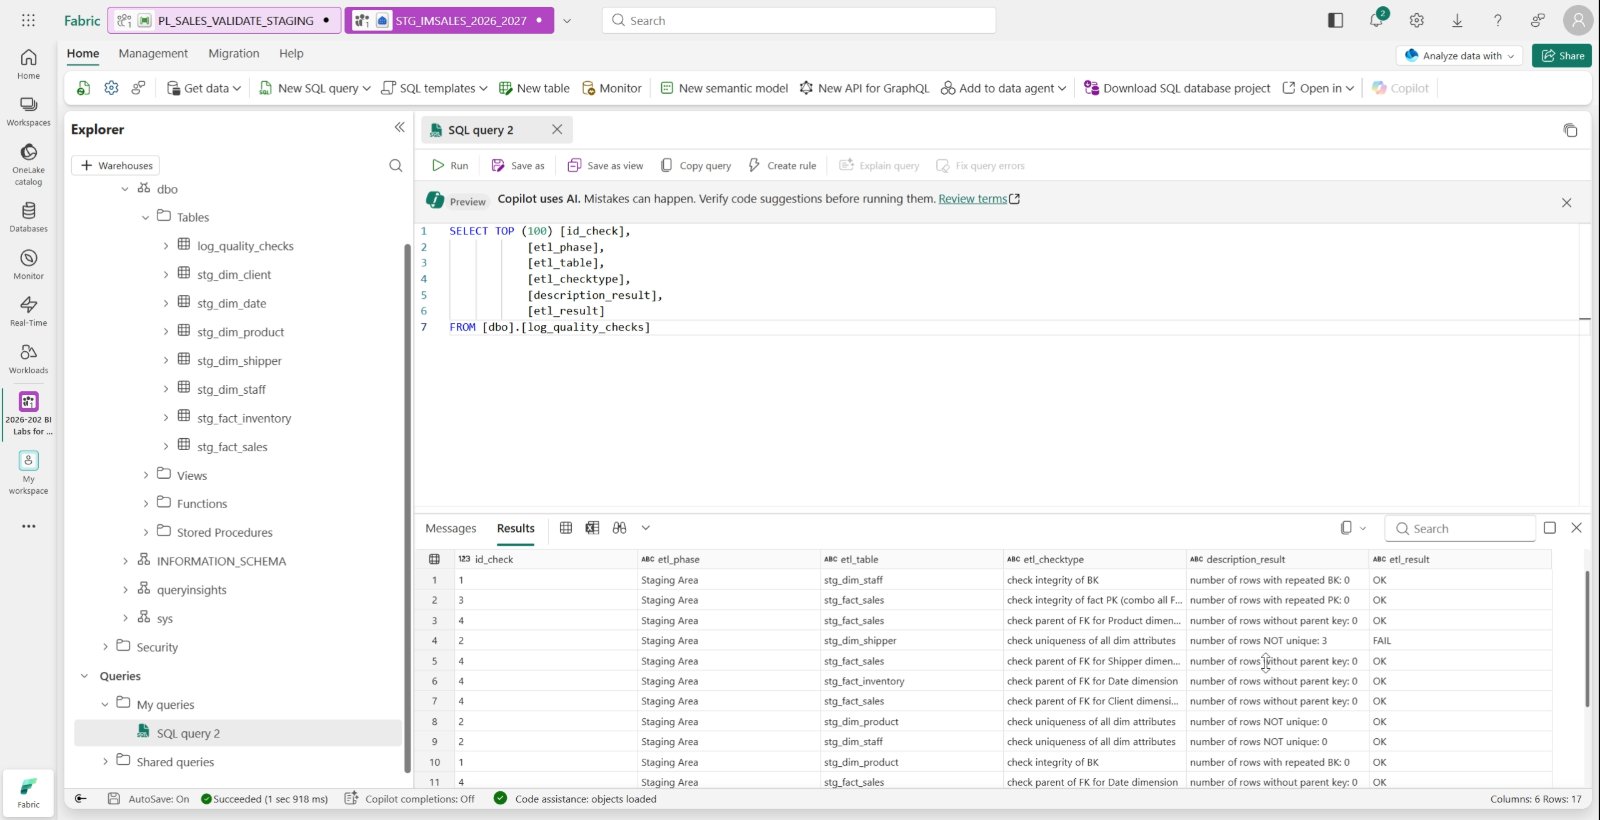 Fabric
PL_SALES_VALIDATE_STAGING
STG_IMSALES_2026_2027
Search
2
Home
Management
Migration
Help
Analyze data with
Share
Get data
New SQL query
SQL templates
New table
Monitor
New semantic model
New API for GraphQL
Add to data agent
Download SQL database project
Open in
Copilot
Home
Workspaces
OneLake
catalog
Databases
Monitor
Real-Time
Workloads
2026-202 BI
Labs for ...
My
workspace
Fabric
Explorer
+ Warehouses
dbo
Tables
log_quality_checks
stg_dim_client
stg_dim_date
stg_dim_product
stg_dim_shipper
stg_dim_staff
stg_fact_inventory
stg_fact_sales
Views
Functions
Stored Procedures
INFORMATION_SCHEMA
queryinsights
sys
Security
Queries
My queries
SQL query 2
Shared queries
SQL query 2
Run
Save as
Save as view
Copy query
Create rule
Explain query
Fix query errors
Preview Copilot uses AI. Mistakes can happen. Verify code suggestions before running them. Review terms
1 SELECT TOP (100) [id_check],
2 [etl_phase],
3 [etl_table],
4 [etl_checktype],
5 [description_result],
6 [etl_result]
7 FROM [dbo].[log_quality_checks]
Messages
Results
Search
123 id_check ABC etl_phase ABC etl_table ABC etl_checktype ABC description_result ABC etl_result
1 1 Staging Area stg_dim_staff check integrity of BK number of rows with repeated BK: 0 OK
2 3 Staging Area stg_fact_sales check integrity of fact PK (combo all F... number of rows with repeated PK: 0 OK
3 4 Staging Area stg_fact_sales check parent of FK for Product dimen... number of rows without parent key: 0 OK
4 2 Staging Area stg_dim_shipper check uniqueness of all dim attributes number of rows NOT unique: 3 FAIL
5 4 Staging Area stg_fact_sales check parent of FK for Shipper dimen... number of rows without parent key: 0 OK
6 4 Staging Area stg_fact_inventory check parent of FK for Date dimension number of rows without parent key: 0 OK
7 4 Staging Area stg_fact_sales check parent of FK for Client dimensi... number of rows without parent key: 0 OK
8 2 Staging Area stg_dim_product check uniqueness of all dim attributes number of rows NOT unique: 0 OK
9 2 Staging Area stg_dim_staff check uniqueness of all dim attributes number of rows NOT unique: 0 OK
10 1 Staging Area stg_dim_product check integrity of BK number of rows with repeated BK: 0 OK
11 4 Staging Area stg_fact_sales check parent of FK for Date dimension number of rows without parent key: 0 OK
AutoSave: On
Succeeded (1 sec 918 ms)
Copilot completions: Off
Code assistance: objects loaded
Columns: 6 Rows: 17